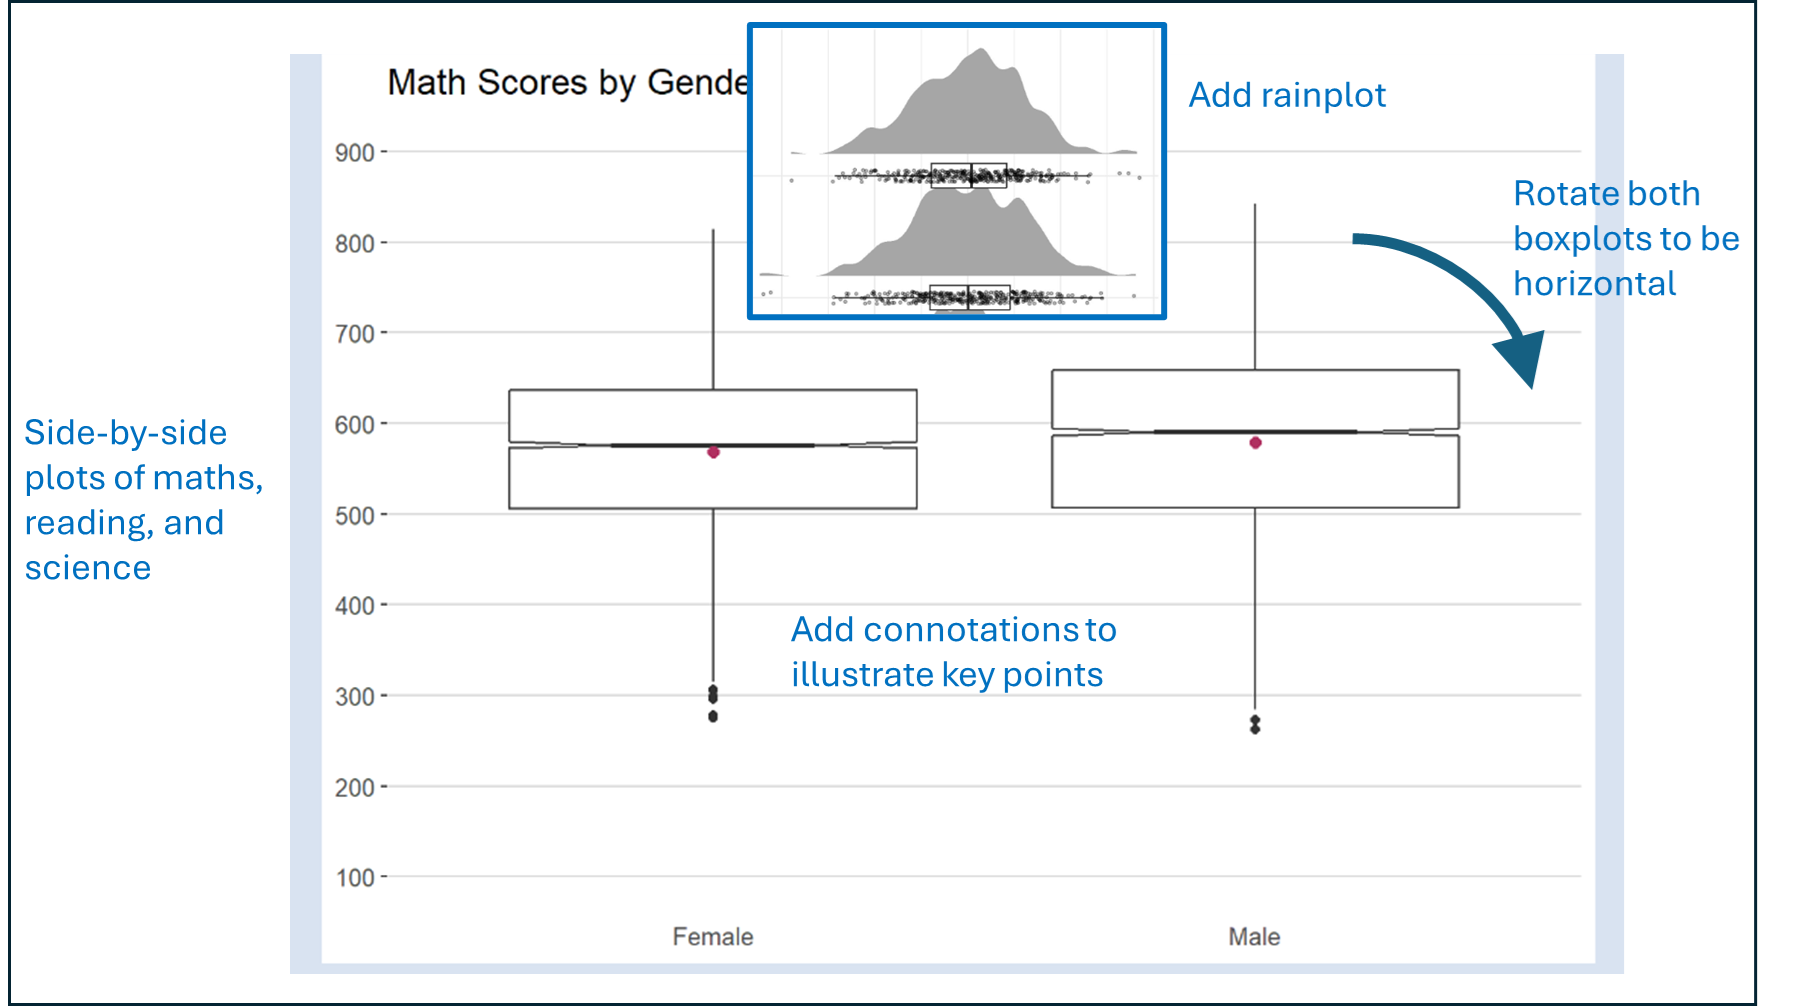 Math Scores by Gende
Add rainplot
900
Rotate both
boxplots to be
horizontal
800
700
600
Side-by-side
plots of maths,
reading, and
science
500
400
Add connotations to
illustrate key points
300
200
100
Female
Male